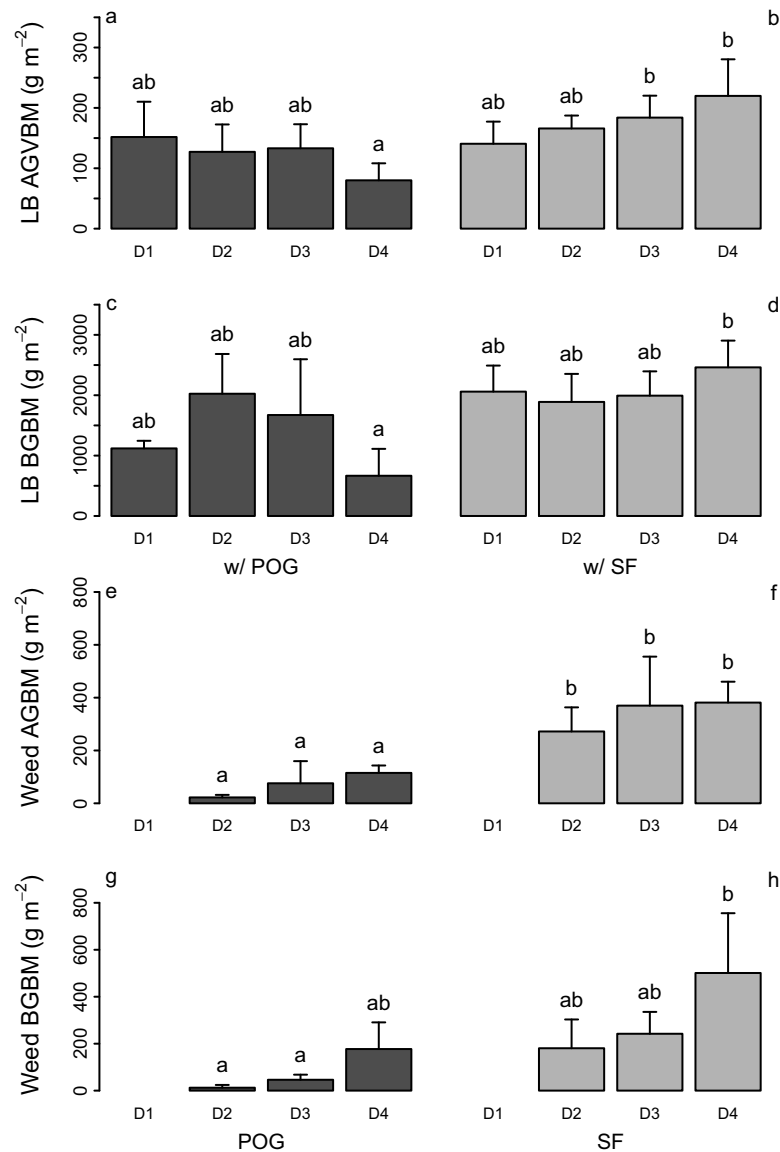 a
b
LB AGVBM (g m⁻²)
0 100 200 300
ab ab ab a
ab ab b b
D1 D2 D3 D4
D1 D2 D3 D4
c
d
LB BGBM (g m⁻²)
0 1000 2000 3000
ab ab ab a
ab ab ab b
D1 D2 D3 D4
D1 D2 D3 D4
w/ POG
w/ SF
e
f
Weed AGBM (g m⁻²)
0 200 400 600 800
a a a
b b b
D1 D2 D3 D4
D1 D2 D3 D4
g
h
Weed BGBM (g m⁻²)
0 200 400 600 800
a a ab
ab ab b
D1 D2 D3 D4
D1 D2 D3 D4
POG
SF